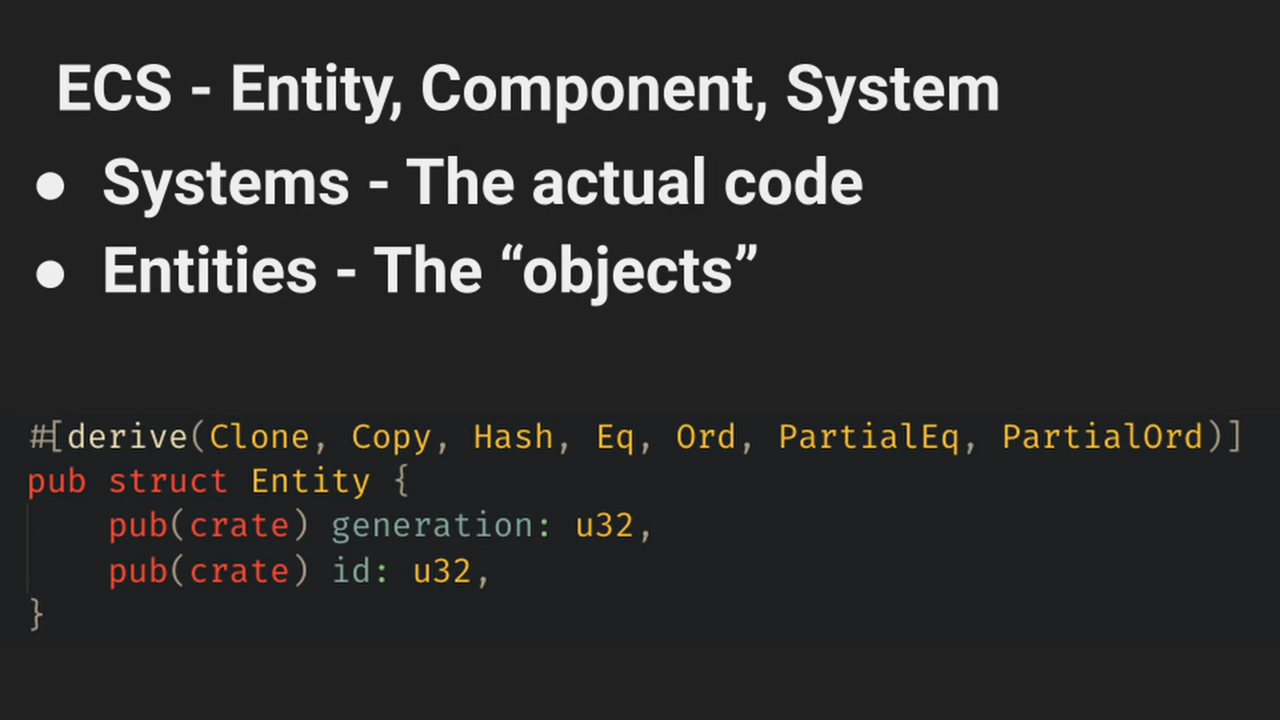 ECS - Entity, Component, System
● Systems - The actual code
● Entities - The “objects”
#[derive(Clone, Copy, Hash, Eq, Ord, PartialEq, PartialOrd)]
pub struct Entity {
    pub(crate) generation: u32,
    pub(crate) id: u32,
}